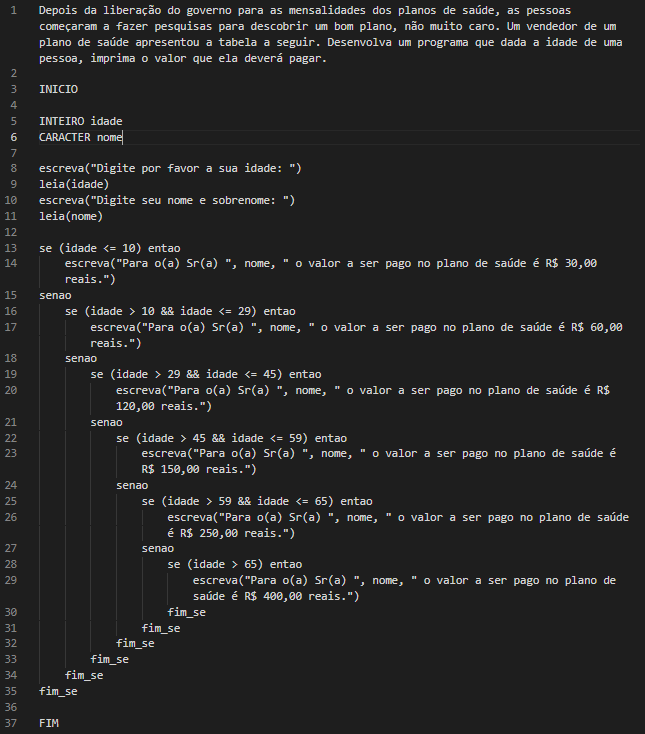 1 Depois da liberação do governo para as mensalidades dos planos de saúde, as pessoas
começaram a fazer pesquisas para descobrir um bom plano, não muito caro. Um vendedor de um
plano de saúde apresentou a tabela a seguir. Desenvolva um programa que dada a idade de uma
pessoa, imprima o valor que ela deverá pagar.
2
3 INICIO
4
5 INTEIRO idade
6 CARACTER nome
7
8 escreva("Digite por favor a sua idade: ")
9 leia(idade)
10 escreva("Digite seu nome e sobrenome: ")
11 leia(nome)
12
13 se (idade <= 10) entao
14 escreva("Para o(a) Sr(a) ", nome, " o valor a ser pago no plano de saúde é R$ 30,00
reais.")
15 senao
16 se (idade > 10 && idade <= 29) entao
17 escreva("Para o(a) Sr(a) ", nome, " o valor a ser pago no plano de saúde é R$ 60,00
reais.")
18 senao
19 se (idade > 29 && idade <= 45) entao
20 escreva("Para o(a) Sr(a) ", nome, " o valor a ser pago no plano de saúde é R$
120,00 reais.")
21 senao
22 se (idade > 45 && idade <= 59) entao
23 escreva("Para o(a) Sr(a) ", nome, " o valor a ser pago no plano de saúde é
R$ 150,00 reais.")
24 senao
25 se (idade > 59 && idade <= 65) entao
26 escreva("Para o(a) Sr(a) ", nome, " o valor a ser pago no plano de saúde
é R$ 250,00 reais.")
27 senao
28 se (idade > 65) entao
29 escreva("Para o(a) Sr(a) ", nome, " o valor a ser pago no plano de
saúde é R$ 400,00 reais.")
30 fim_se
31 fim_se
32 fim_se
33 fim_se
34 fim_se
35 fim_se
36
37 FIM